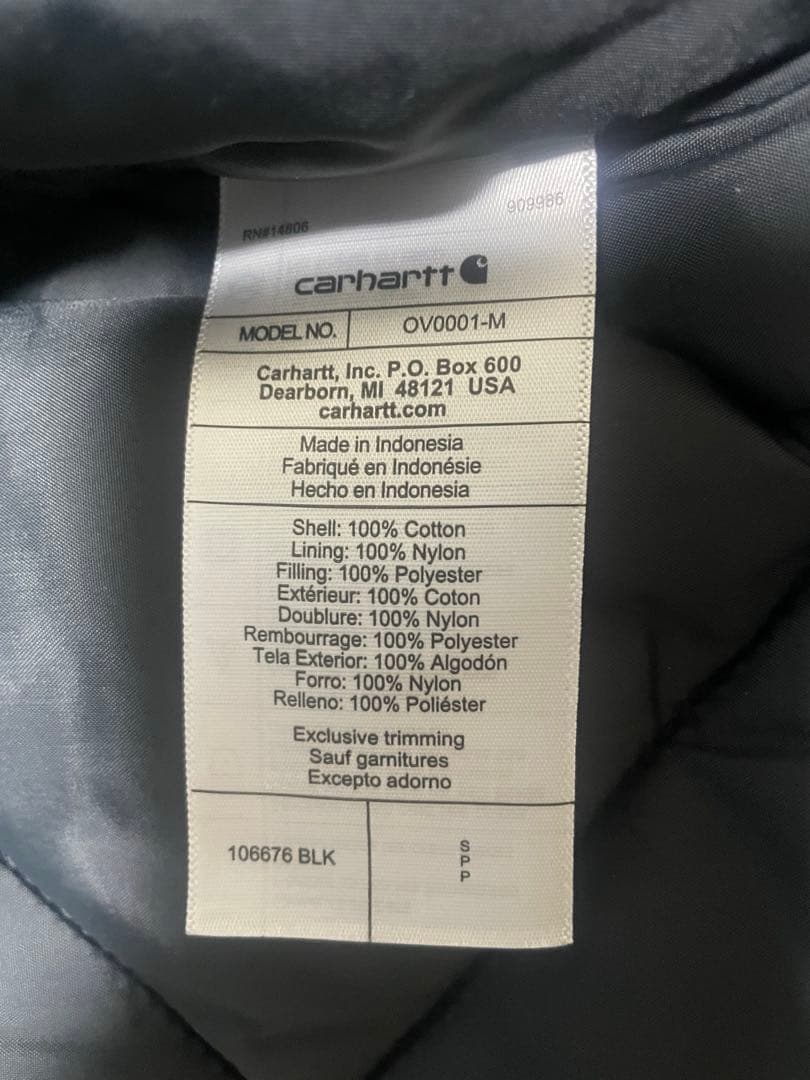 909986
RN#14806
carhartt
MODEL NO. OV0001-M
Carhartt, Inc. P.O. Box 600
Dearborn, MI 48121 USA
carhartt.com
Made in Indonesia
Fabriqué en Indonésie
Hecho en Indonesia
Shell: 100% Cotton
Lining: 100% Nylon
Filling: 100% Polyester
Extérieur: 100% Coton
Doublure: 100% Nylon
Rembourrage: 100% Polyester
Tela Exterior: 100% Algodón
Forro: 100% Nylon
Relleno: 100% Poliéster
Exclusive trimming
Sauf garnitures
Excepto adorno
106676 BLK
S
P
P